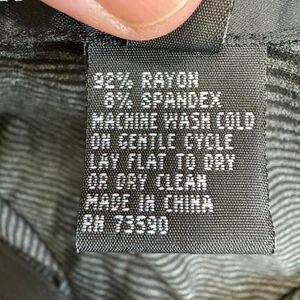 92% RAYON
8% SPANDEX
MACHINE WASH COLD
ON GENTLE CYCLE
LAY FLAT TO DRY
OR DRY CLEAN
MADE IN CHINA
RN 73590